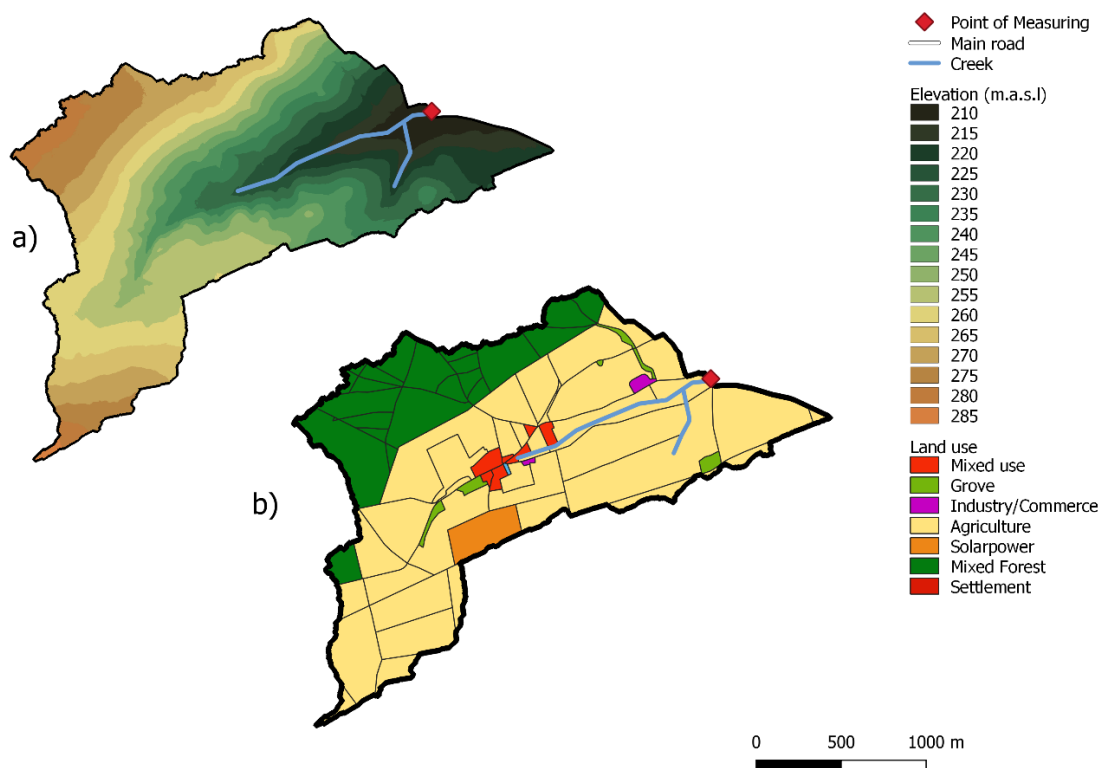 Point of Measuring
Main road
Creek
Elevation (m.a.s.l)
210
215
220
225
230
235
240
245
250
255
260
265
270
275
280
285
a)
b)
Land use
Mixed use
Grove
Industry/Commerce
Agriculture
Solarpower
Mixed Forest
Settlement
0 500 1000 m